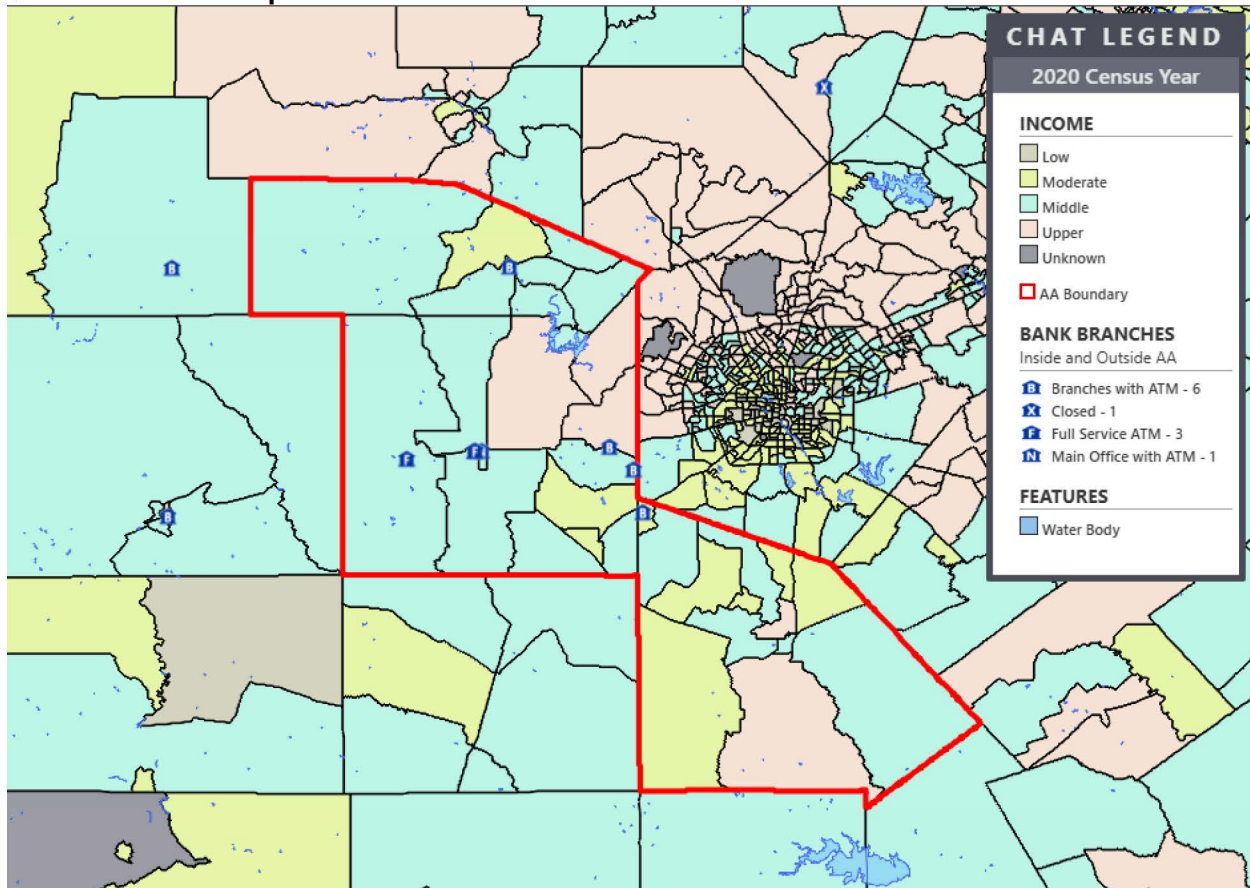 CHAT LEGEND
2020 Census Year
INCOME
Low
Moderate
Middle
Upper
Unknown
AA Boundary
BANK BRANCHES
Inside and Outside AA
B Branches with ATM - 6
X Closed - 1
F Full Service ATM - 3
N Main Office with ATM - 1
FEATURES
Water Body
X
B
B
F
F
B
B
B
B